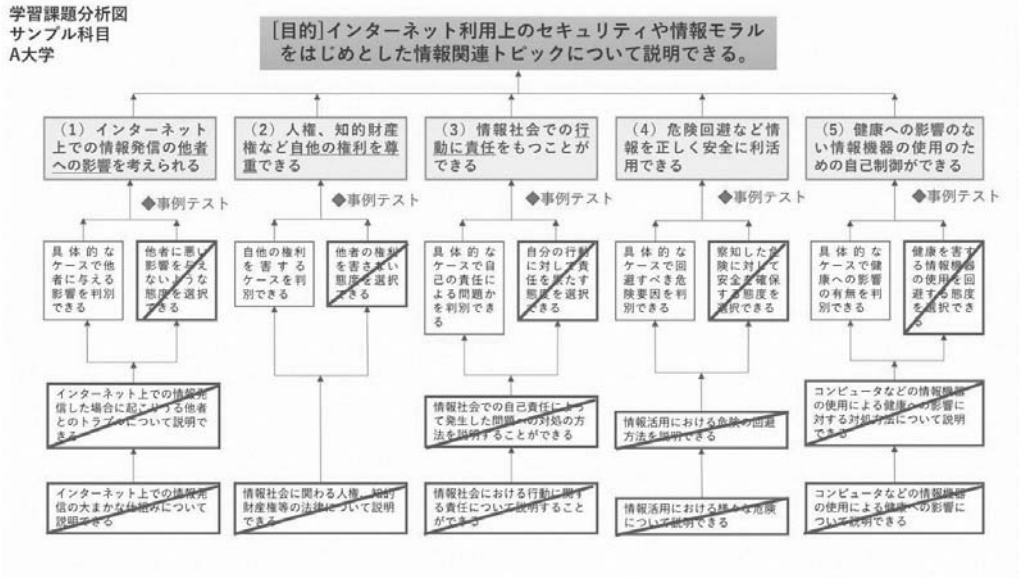 学習課題分析図
サンプル科目
A大学
[目的]インターネット利用上のセキュリティや情報モラル
をはじめとした情報関連トピックについて説明できる。
（1）インターネット
上での情報発信の他者
への影響を考えられる
（2）人権、知的財産
権など自他の権利を尊
重できる
（3）情報社会での行
動に責任をもつことが
できる
（4）危険回避など情
報を正しく安全に利活
用できる
（5）健康への影響のな
い情報機器の使用のた
めの自己制御ができる
◆事例テスト
◆事例テスト
◆事例テスト
◆事例テスト
◆事例テスト
具体的な
ケースで他
者に与える
影響を判別
できる
他者に悪い
影響を与え
ないような
態度を選択
できる
自他の権利
を害する
ケースを判
別できる
他者の権利
を害さない
態度を選択
できる
具体的な
ケースで自
己の責任に
よる問題か
を判別でき
る
自分の行動
に対して責
任を果たす
態度を選択
できる
具体的な
ケースで回
避すべき危
険要因を判
別できる
察知した危
険に対して
安全を確保
する態度を
選択できる
具体的な
ケースで健
康への影響
の有無を判
別できる
健康を害す
る情報機器
の使用を回
避する態度
を選択でき
る
インターネット上での情報発
信した場合に起こりうる他者
とのトラブルについて説明で
きる
情報社会での自己責任によっ
て発生した問題への対処の方
法を説明することができる
情報活用における危険の回避
方法を説明できる
コンピュータなどの情報機器
の使用による健康への影響に
対する対処方法について説明
できる
インターネット上での情報発
信の大まかな仕組みについて
説明できる
情報社会に関わる人権、知的
財産権等の法律について説明
できる
情報社会における行動に関す
る責任について説明すること
ができる
情報活用における様々な危険
について説明できる
コンピュータなどの情報機器
の使用による健康への影響に
ついて説明できる